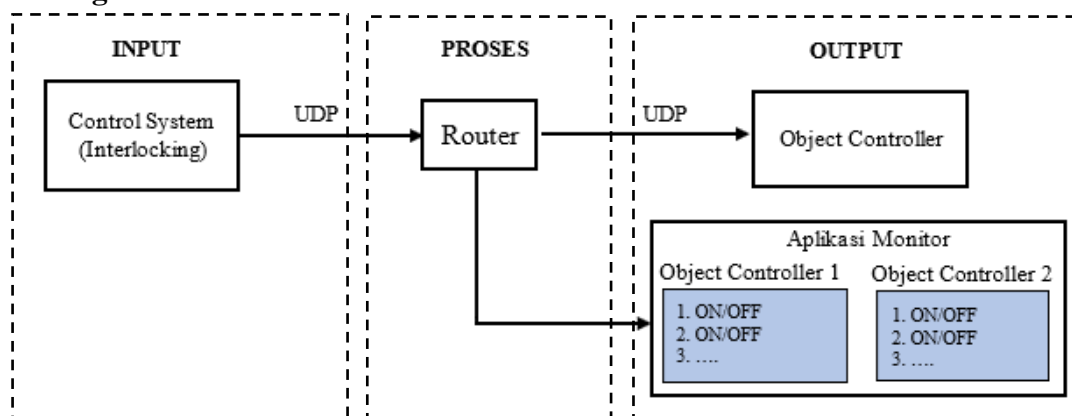 INPUT
Control System
(Interlocking)
UDP
PROSES
Router
OUTPUT
UDP
Object Controller
Aplikasi Monitor
Object Controller 1
1. ON/OFF
2. ON/OFF
3. ....
Object Controller 2
1. ON/OFF
2. ON/OFF
3. ....